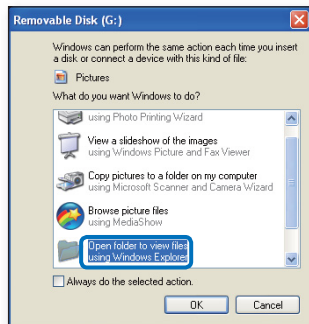 Removable Disk (G:)
Windows can perform the same action each time you insert
a disk or connect a device with this kind of file:
Pictures
What do you want Windows to do?
using Photo Printing Wizard
View a slideshow of the images
using Windows Picture and Fax Viewer
Copy pictures to a folder on my computer
using Microsoft Scanner and Camera Wizard
Browse picture files
using MediaShow
Open folder to view files
using Windows Explorer
Always do the selected action.
OK
Cancel